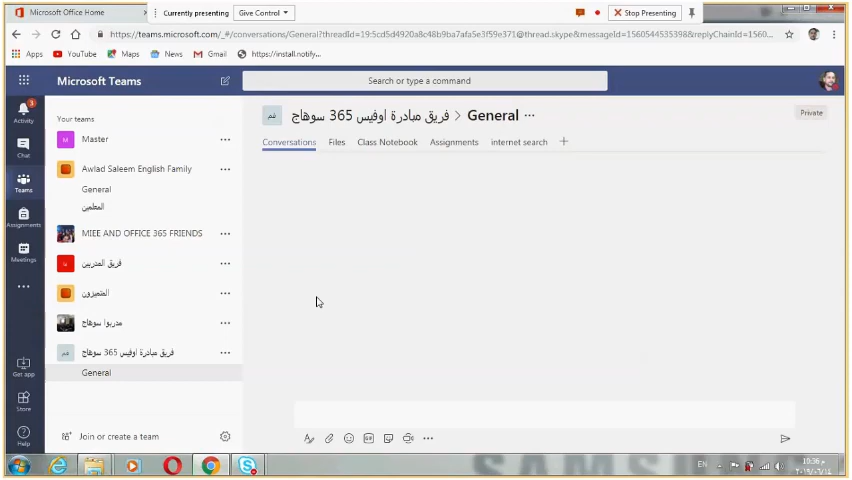 Microsoft Office Home
Currently presenting
Give Control
Stop Presenting
https://teams.microsoft.com/_#/conversations/General?threadId=19:5cd5d4920a8c48b9ba7afa5e3f59e371@thread.skype&messageId=1560544535398&replyChainId=1560...
Apps
YouTube
Maps
News
Gmail
https://install.notify...
Microsoft Teams
Search or type a command
3
Activity
Chat
Teams
Assignments
Meetings
Get app
Store
Help
Your teams
M
Master
Awlad Saleem English Family
General
المعلمين
MIEE AND OFFICE 365 FRIENDS
فريق المدربين
المتميزون
مدربوا سوهاج
فم
فريق مبادرة اوفيس 365 سوهاج
General
Join or create a team
فم
فريق مبادرة اوفيس 365 سوهاج > General ...
Private
Conversations
Files
Class Notebook
Assignments
internet search
SAMSUNG
EN
10:36 م